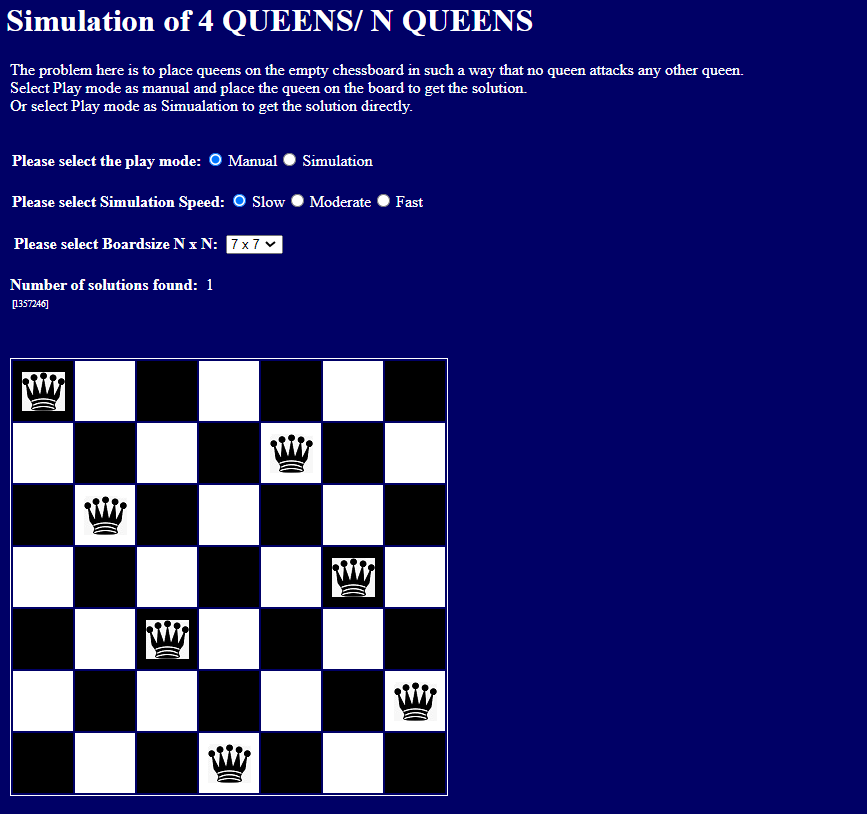 Simulation of 4 QUEENS/ N QUEENS
The problem here is to place queens on the empty chessboard in such a way that no queen attacks any other queen.
Select Play mode as manual and place the queen on the board to get the solution.
Or select Play mode as Simualation to get the solution directly.
Please select the play mode: Manual Simulation
Please select Simulation Speed: Slow Moderate Fast
Please select Boardsize N x N: 7 x 7
Number of solutions found: 1
[1357246]